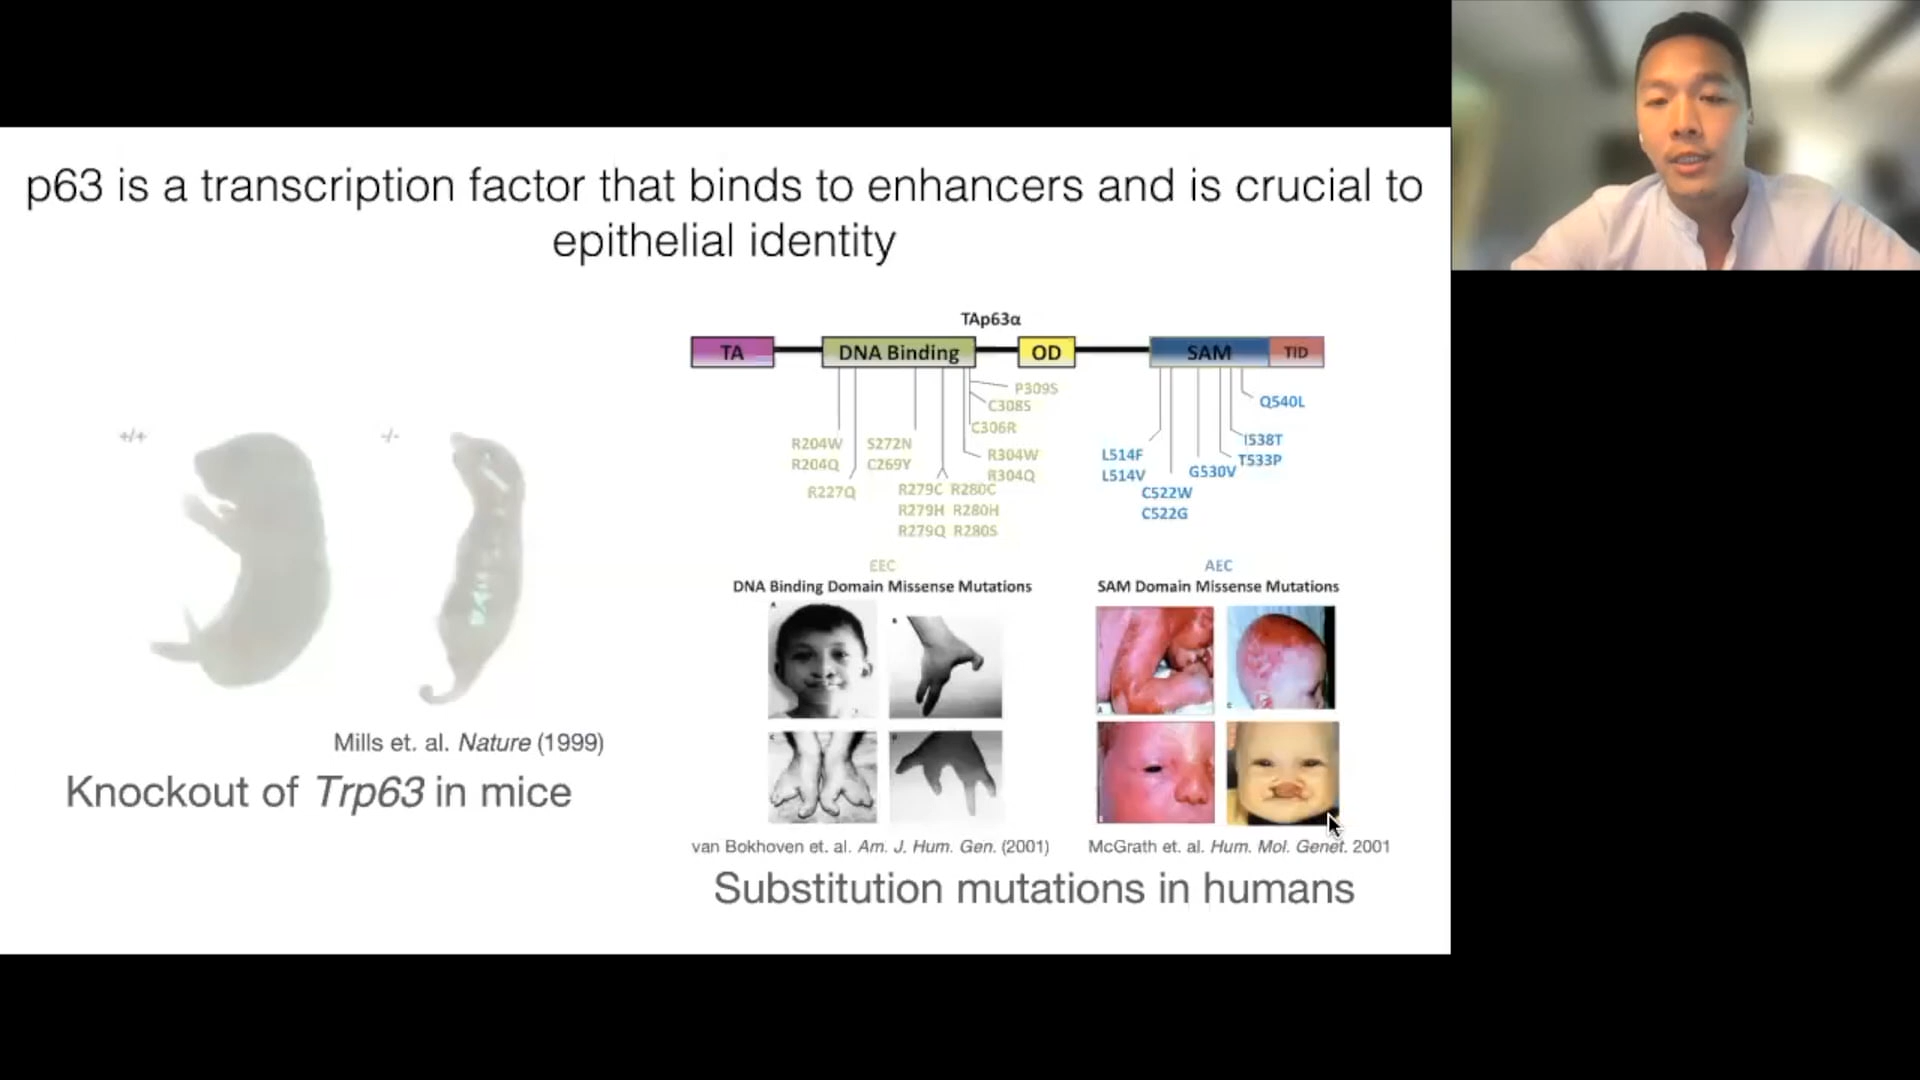 p63 is a transcription factor that binds to enhancers and is crucial to
epithelial identity
+/+
-/-
Mills et. al. Nature (1999)
Knockout of Trp63 in mice
TAp63α
TA
DNA Binding
OD
SAM
TID
P309S
C308S
C306R
R204W
R204Q
R227Q
S272N
C269Y
R304W
R304Q
R279C R280C
R279H R280H
R279Q R280S
Q540L
I538T
T533P
G530V
L514F
L514V
C522W
C522G
EEC
DNA Binding Domain Missense Mutations
AEC
SAM Domain Missense Mutations
A
van Bokhoven et. al. Am. J. Hum. Gen. (2001)
McGrath et. al. Hum. Mol. Genet. 2001
Substitution mutations in humans